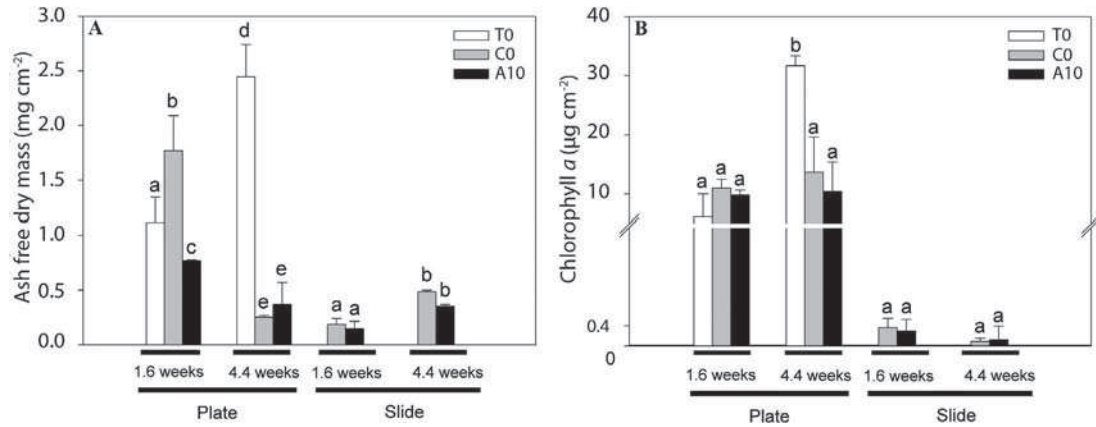 A
T0
C0
A10
Ash free dry mass (mg cm⁻²)
3.0
2.5
2.0
1.5
1.0
0.5
0.0
a
b
c
d
e
e
a a
b
b
1.6 weeks
4.4 weeks
1.6 weeks
4.4 weeks
Plate
Slide
B
T0
C0
A10
Chlorophyll a (µg cm⁻²)
40
30
20
10
0.4
0
a a a
b
a
a
a a
a a
1.6 weeks
4.4 weeks
1.6 weeks
4.4 weeks
Plate
Slide